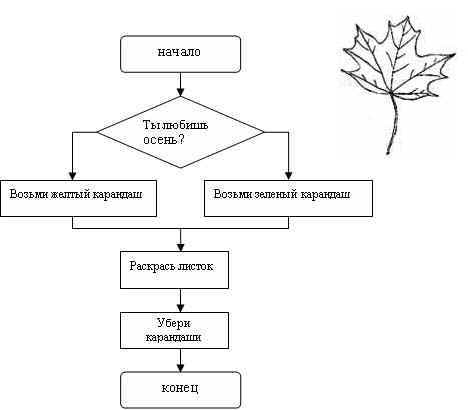 начало
Ты любишь
осень?
Возьми желтый карандаш
Возьми зеленый карандаш
Раскрась листок
Убери
карандаши
конец